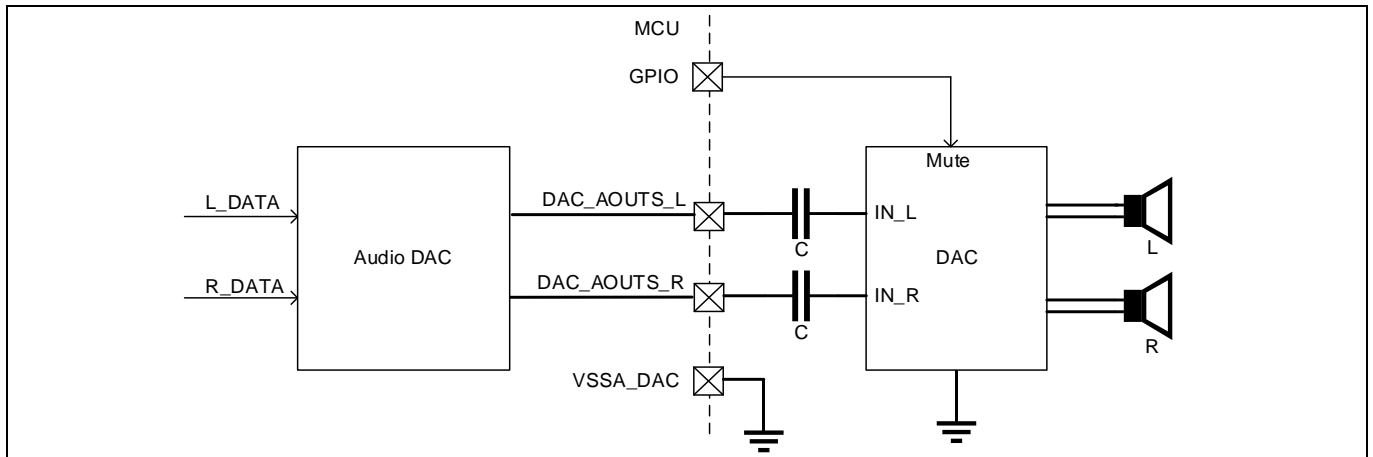 MCU
GPIO
Mute
L_DATA
DAC_AOUTS_L
IN_L
L
C
Audio DAC
DAC
R_DATA
DAC_AOUTS_R
IN_R
R
C
VSSA_DAC